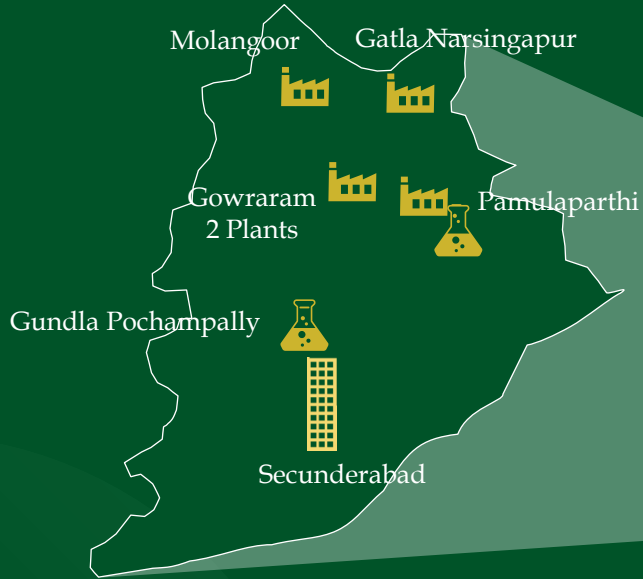 Molangoor
Gatla Narsingapur
Gowraram
2 Plants
Pamulaparthi
Gundla Pochampally
Secunderabad